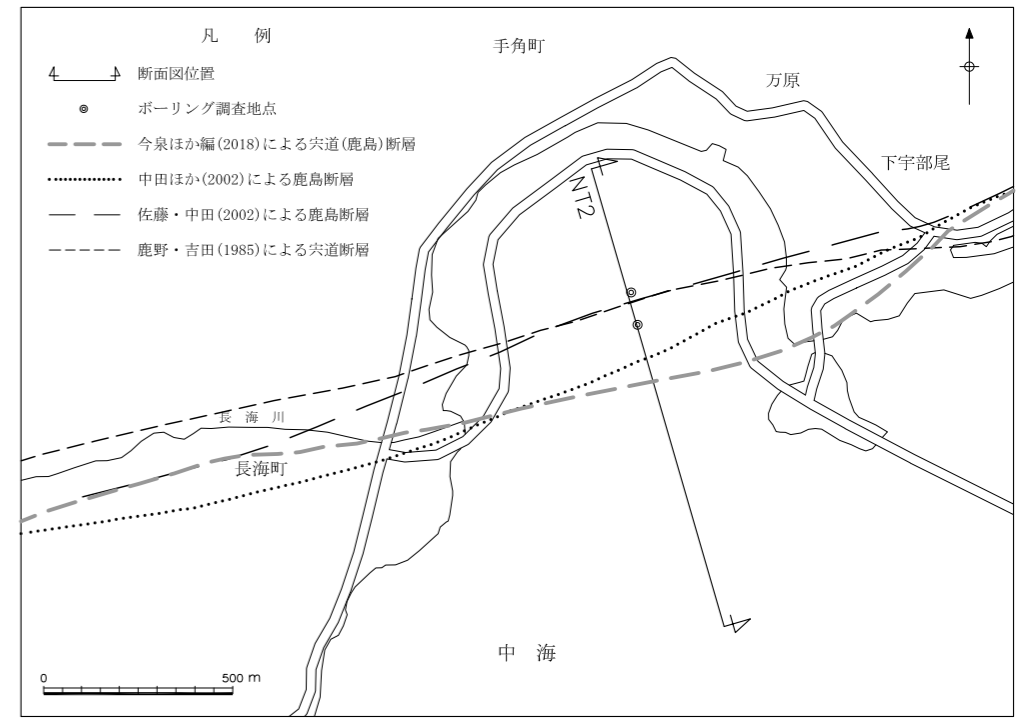 凡 例
断面図位置
ボーリング調査地点
今泉ほか編(2018)による宍道(鹿島)断層
中田ほか(2002)による鹿島断層
佐藤・中田(2002)による鹿島断層
鹿野・吉田(1985)による宍道断層
手角町
万原
下宇部尾
NT2
長 海 川
長海町
中 海
0 500 m